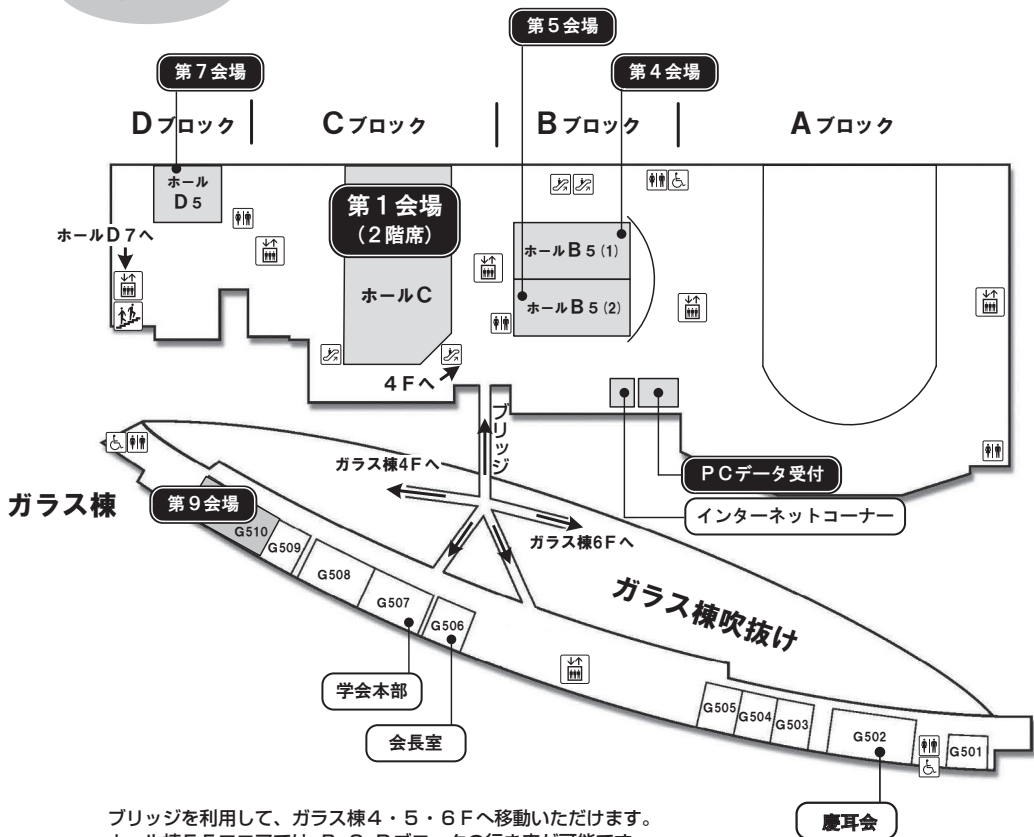 第5会場
第7会場
第4会場
Dブロック
Cブロック
Bブロック
Aブロック
ホール
D5
第1会場
(2階席)
ホールB5(1)
ホールD7へ
ホールC
ホールB5(2)
4Fへ
ブリッジ
ガラス棟4Fへ
PCデータ受付
ガラス棟
第9会場
インターネットコーナー
G510
G509
ガラス棟6Fへ
G508
ガラス棟吹抜け
G507
G506
学会本部
会長室
G505
G504
G503
G502
G501
慶耳会
ブリッジを利用して、ガラス棟4・5・6Fへ移動いただけます。